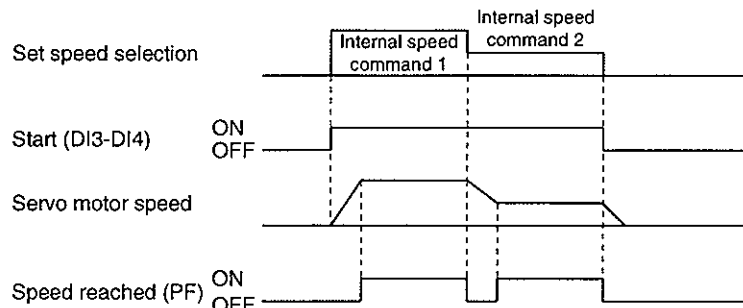 Set speed selection
Internal speed
command 1
Internal speed
command 2
Start (DI3-DI4)
ON
OFF
Servo motor speed
Speed reached (PF)
ON
OFF